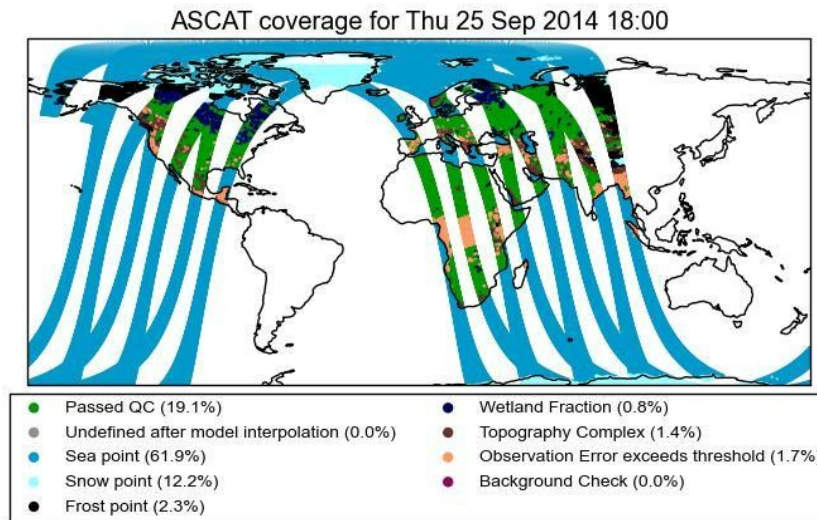 ASCAT coverage for Thu 25 Sep 2014 18:00
Passed QC (19.1%)
Undefined after model interpolation (0.0%)
Sea point (61.9%)
Snow point (12.2%)
Frost point (2.3%)
Wetland Fraction (0.8%)
Topography Complex (1.4%)
Observation Error exceeds threshold (1.7%)
Background Check (0.0%)